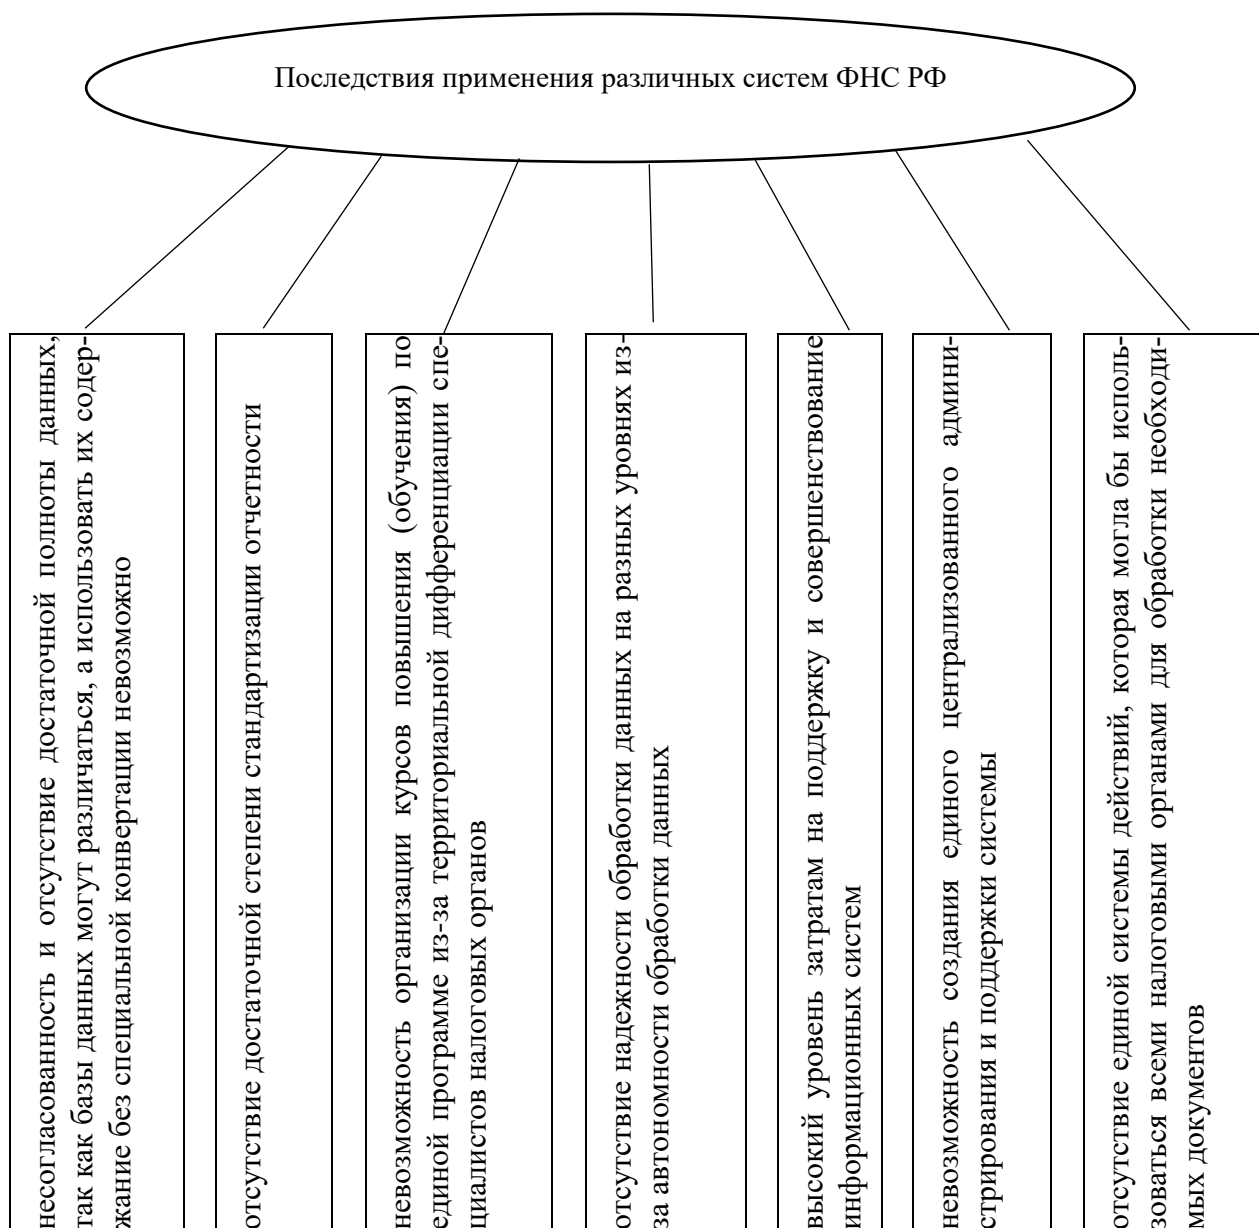 Последствия применения различных систем ФНС РФ
несогласованность и отсутствие достаточной полноты данных,
так как базы данных могут различаться, а использовать их содер-
жание без специальной конвертации невозможно
отсутствие достаточной степени стандартизации отчетности
невозможность организации курсов повышения (обучения) по
единой программе из-за территориальной дифференциации спе-
циалистов налоговых органов
отсутствие надежности обработки данных на разных уровнях из-
за автономности обработки данных
высокий уровень затратам на поддержку и совершенствование
информационных систем
невозможность создания единого централизованного админи-
стрирования и поддержки системы
отсутствие единой системы действий, которая могла бы исполь-
зоваться всеми налоговыми органами для обработки необходи-
мых документов